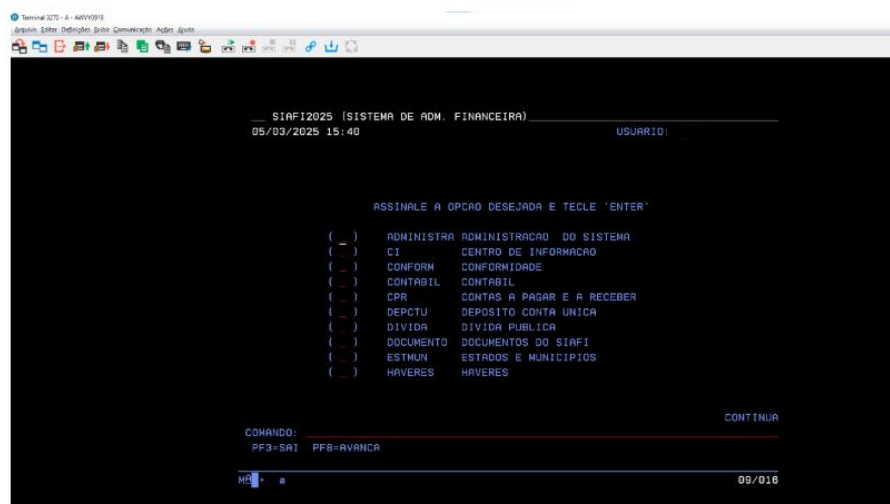 Terminal 3270 - A - AWVY0918
Arquivo Editar Definições Exibir Comunicação Ações Ajuda
__ SIAFI2025 (SISTEMA DE ADM. FINANCEIRA)
05/03/2025 15:40 USUARIO:
ASSINALE A OPCAO DESEJADA E TECLE 'ENTER'
( _ ) ADMINISTRA ADMINISTRACAO DO SISTEMA
( _ ) CI CENTRO DE INFORMACAO
( _ ) CONFORM CONFORMIDADE
( _ ) CONTABIL CONTABIL
( _ ) CPR CONTAS A PAGAR E A RECEBER
( _ ) DEPCTU DEPOSITO CONTA UNICA
( _ ) DIVIDA DIVIDA PUBLICA
( _ ) DOCUMENTO DOCUMENTOS DO SIAFI
( _ ) ESTMUN ESTADOS E MUNICIPIOS
( _ ) HAVERES HAVERES
CONTINUA
COMANDO:
PF3=SAI PF8=AVANCA
a 09/016